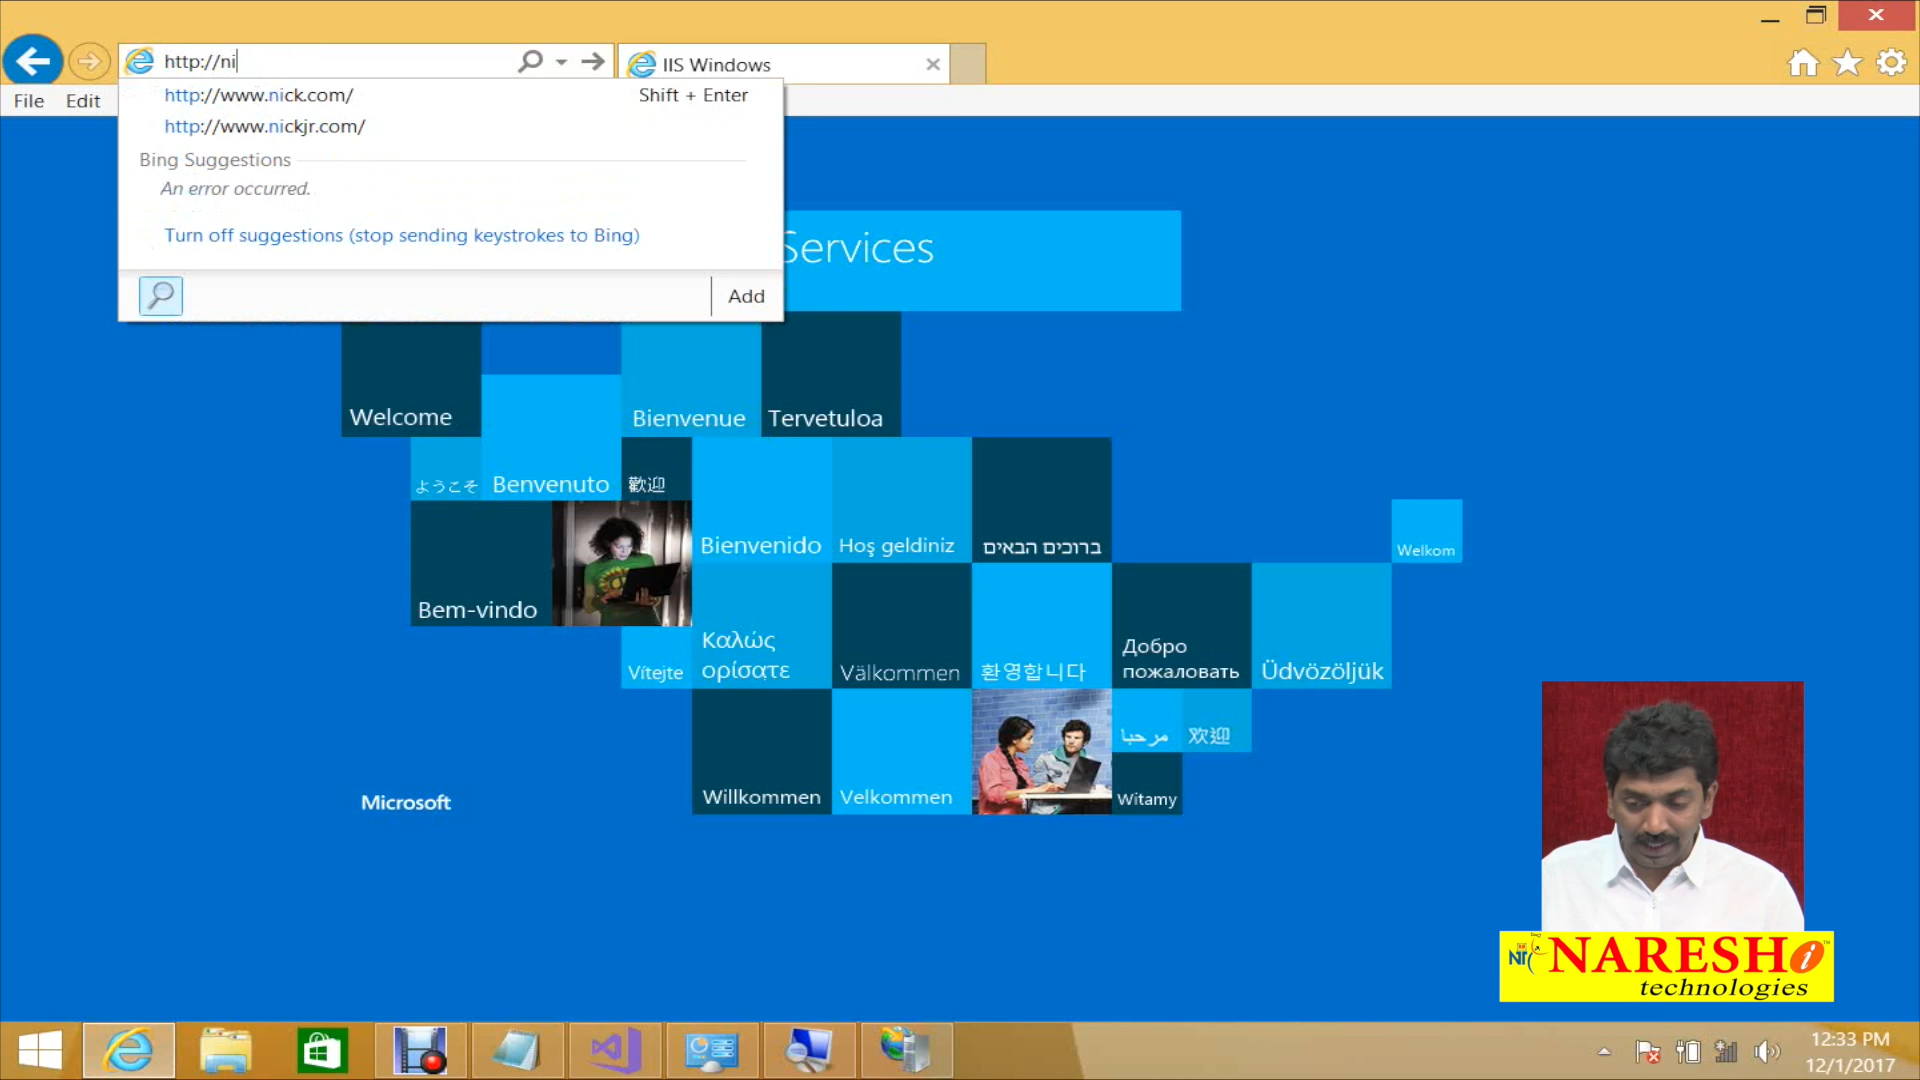 http://ni
IIS Windows
File Edit
http://www.nick.com/ Shift + Enter
http://www.nickjr.com/
Bing Suggestions
An error occurred.
Turn off suggestions (stop sending keystrokes to Bing)
Add
Services
Welcome
Bienvenue
Tervetuloa
ようこそ
Benvenuto
歡迎
Bienvenido
Hoş geldiniz
ברוכים הבאים
Welkom
Bem-vindo
Vítejte
Καλώς
ορίσατε
Välkommen
환영합니다
Добро
пожаловать
Üdvözöljük
Microsoft
Willkommen
Velkommen
مرحبا
欢迎
Witamy
NARESH i
technologies
12:33 PM
12/1/2017